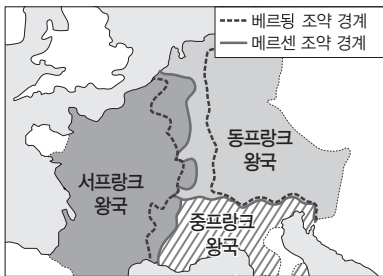 베르됭 조약 경계
메르센 조약 경계
동프랑크
왕국
서프랑크
왕국
중프랑크
왕국